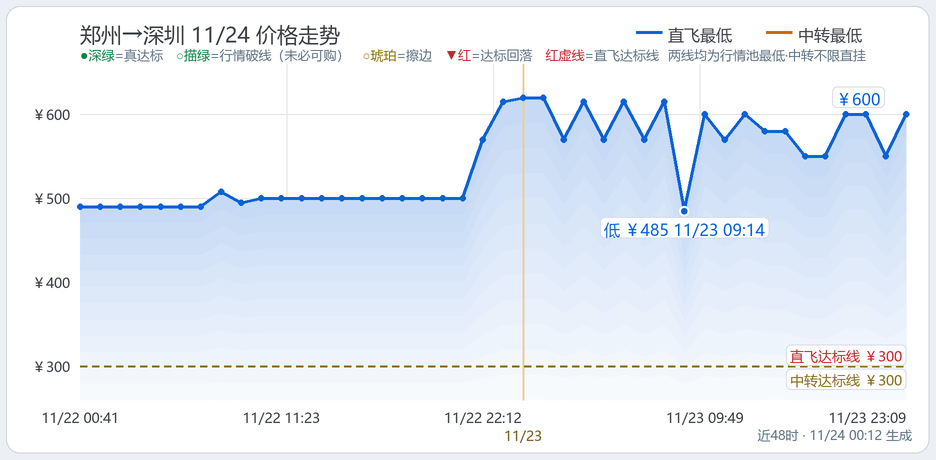 郑州→深圳 11/24 价格走势
直飞最低 中转最低
●深绿=真达标 ○描绿=行情破线（未必可购） ○琥珀=擦边 ▼红=达标回落 红虚线=直飞达标线 两线均为行情池最低·中转不限直挂
¥600
¥600
¥500
低 ¥485 11/23 09:14
¥400
直飞达标线 ¥300
¥300
中转达标线 ¥300
11/22 00:41 11/22 11:23 11/22 22:12 11/23 09:49 11/23 23:09
11/23
近48时 · 11/24 00:12 生成